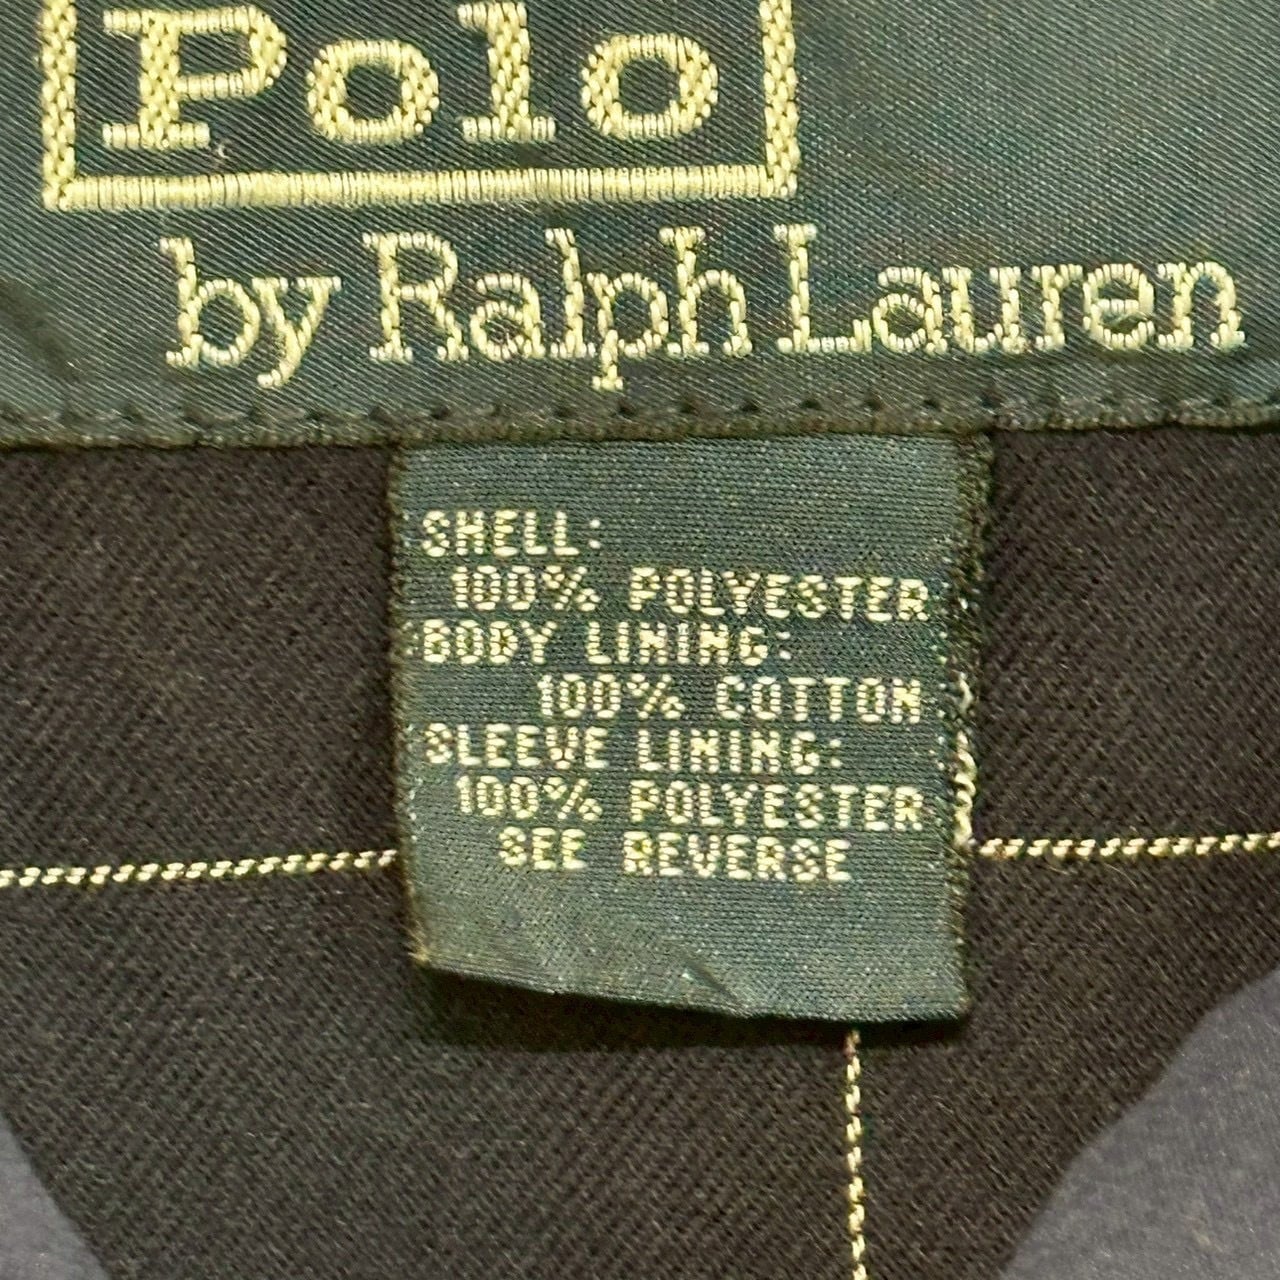 Polo
by Ralph Lauren
SHELL:
100% POLYESTER
BODY LINING:
100% COTTON
SLEEVE LINING:
100% POLYESTER
SEE REVERSE